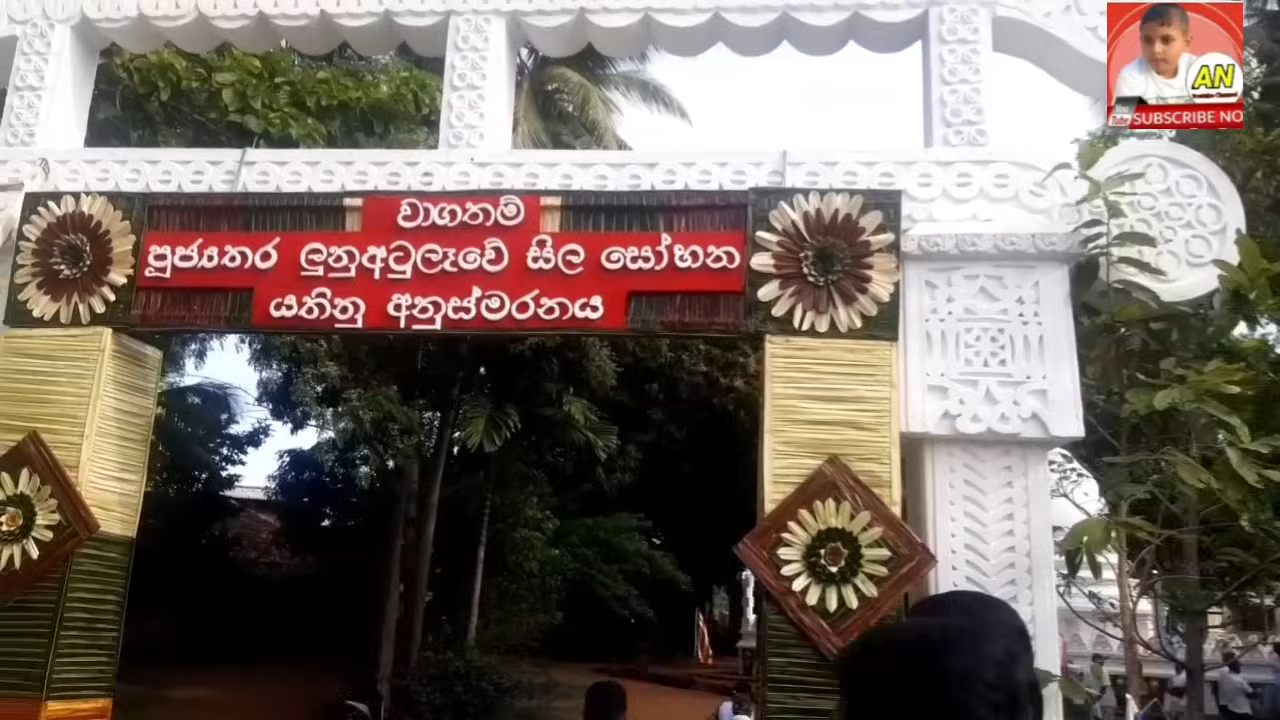 වාගතම්
පූජ්‍යතර ලුනුඅටුලෑවේ සීල සෝභන
යතිඳු අනුස්මරනය
AN
SUBSCRIBE NO